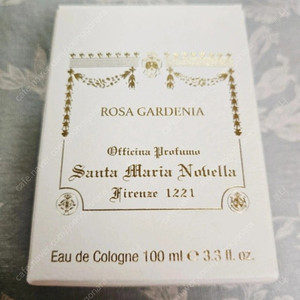 ROSA GARDENIA
Officina Profumo
Santa Maria Novella
Firenze 1221
Eau de Cologne 100 ml ℮ 3.3 fl. oz.